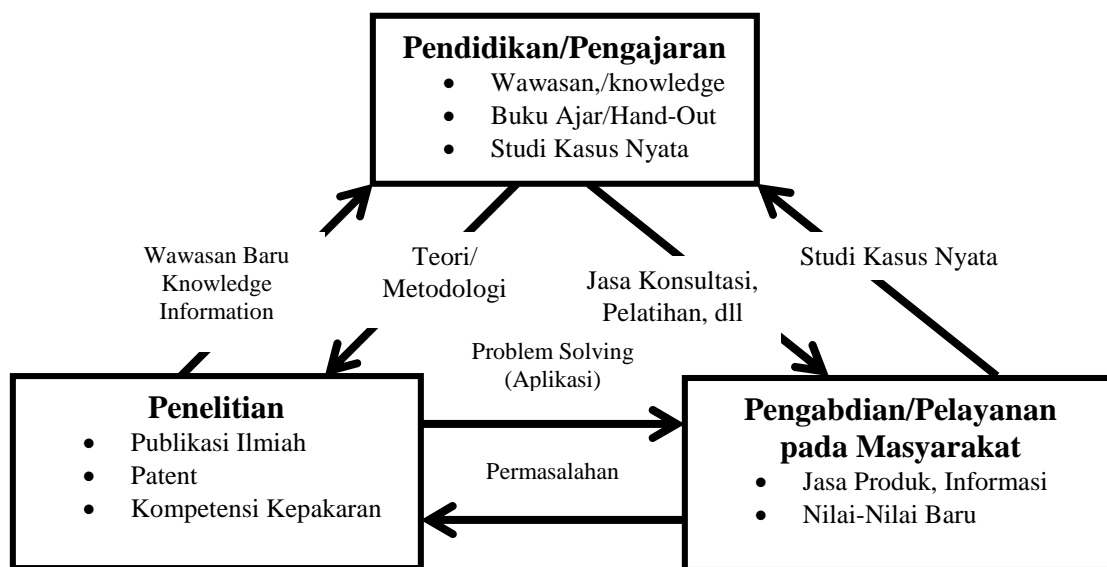 Pendidikan/Pengajaran
• Wawasan,/knowledge
• Buku Ajar/Hand-Out
• Studi Kasus Nyata
Wawasan Baru
Knowledge
Information
Teori/
Metodologi
Jasa Konsultasi,
Pelatihan, dll
Studi Kasus Nyata
Problem Solving
(Aplikasi)
Permasalahan
Penelitian
• Publikasi Ilmiah
• Patent
• Kompetensi Kepakaran
Pengabdian/Pelayanan
pada Masyarakat
• Jasa Produk, Informasi
• Nilai-Nilai Baru